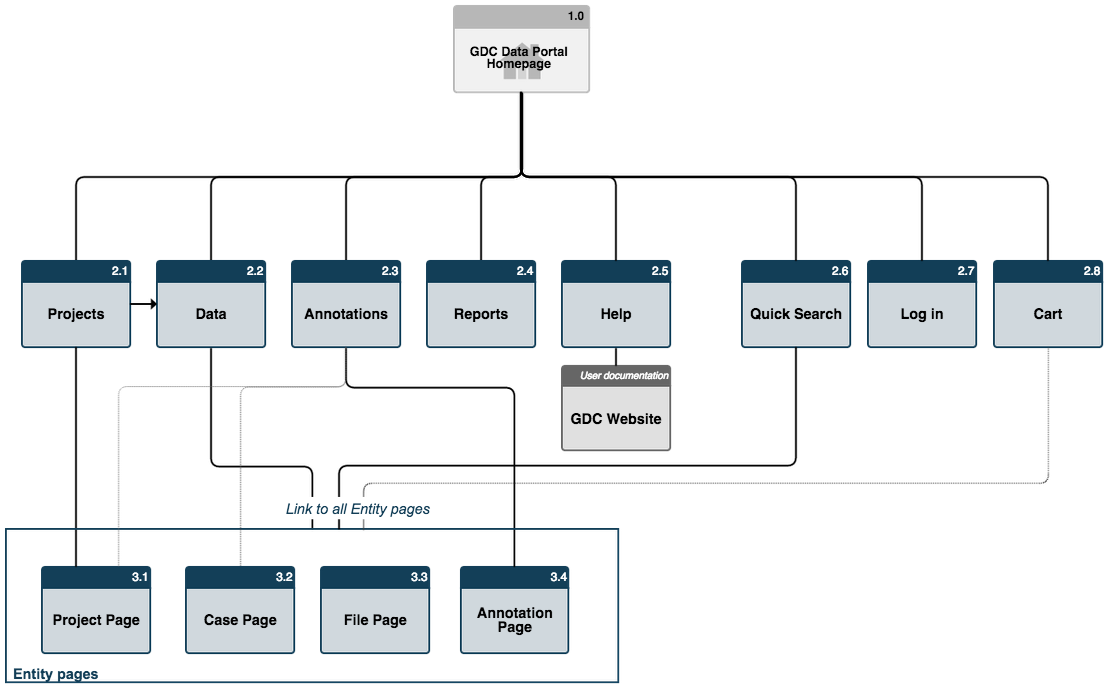 1.0
GDC Data Portal
Homepage
2.1
Projects
2.2
Data
2.3
Annotations
2.4
Reports
2.5
Help
2.6
Quick Search
2.7
Log in
2.8
Cart
User documentation
GDC Website
Link to all Entity pages
3.1
Project Page
3.2
Case Page
3.3
File Page
3.4
Annotation
Page
Entity pages